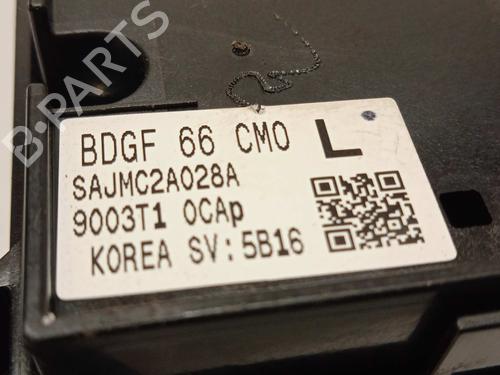 B-PARTS
BDGF 66 CM0 L
SAJMC2A028A
9003T1 0CAp
KOREA SV:5B16